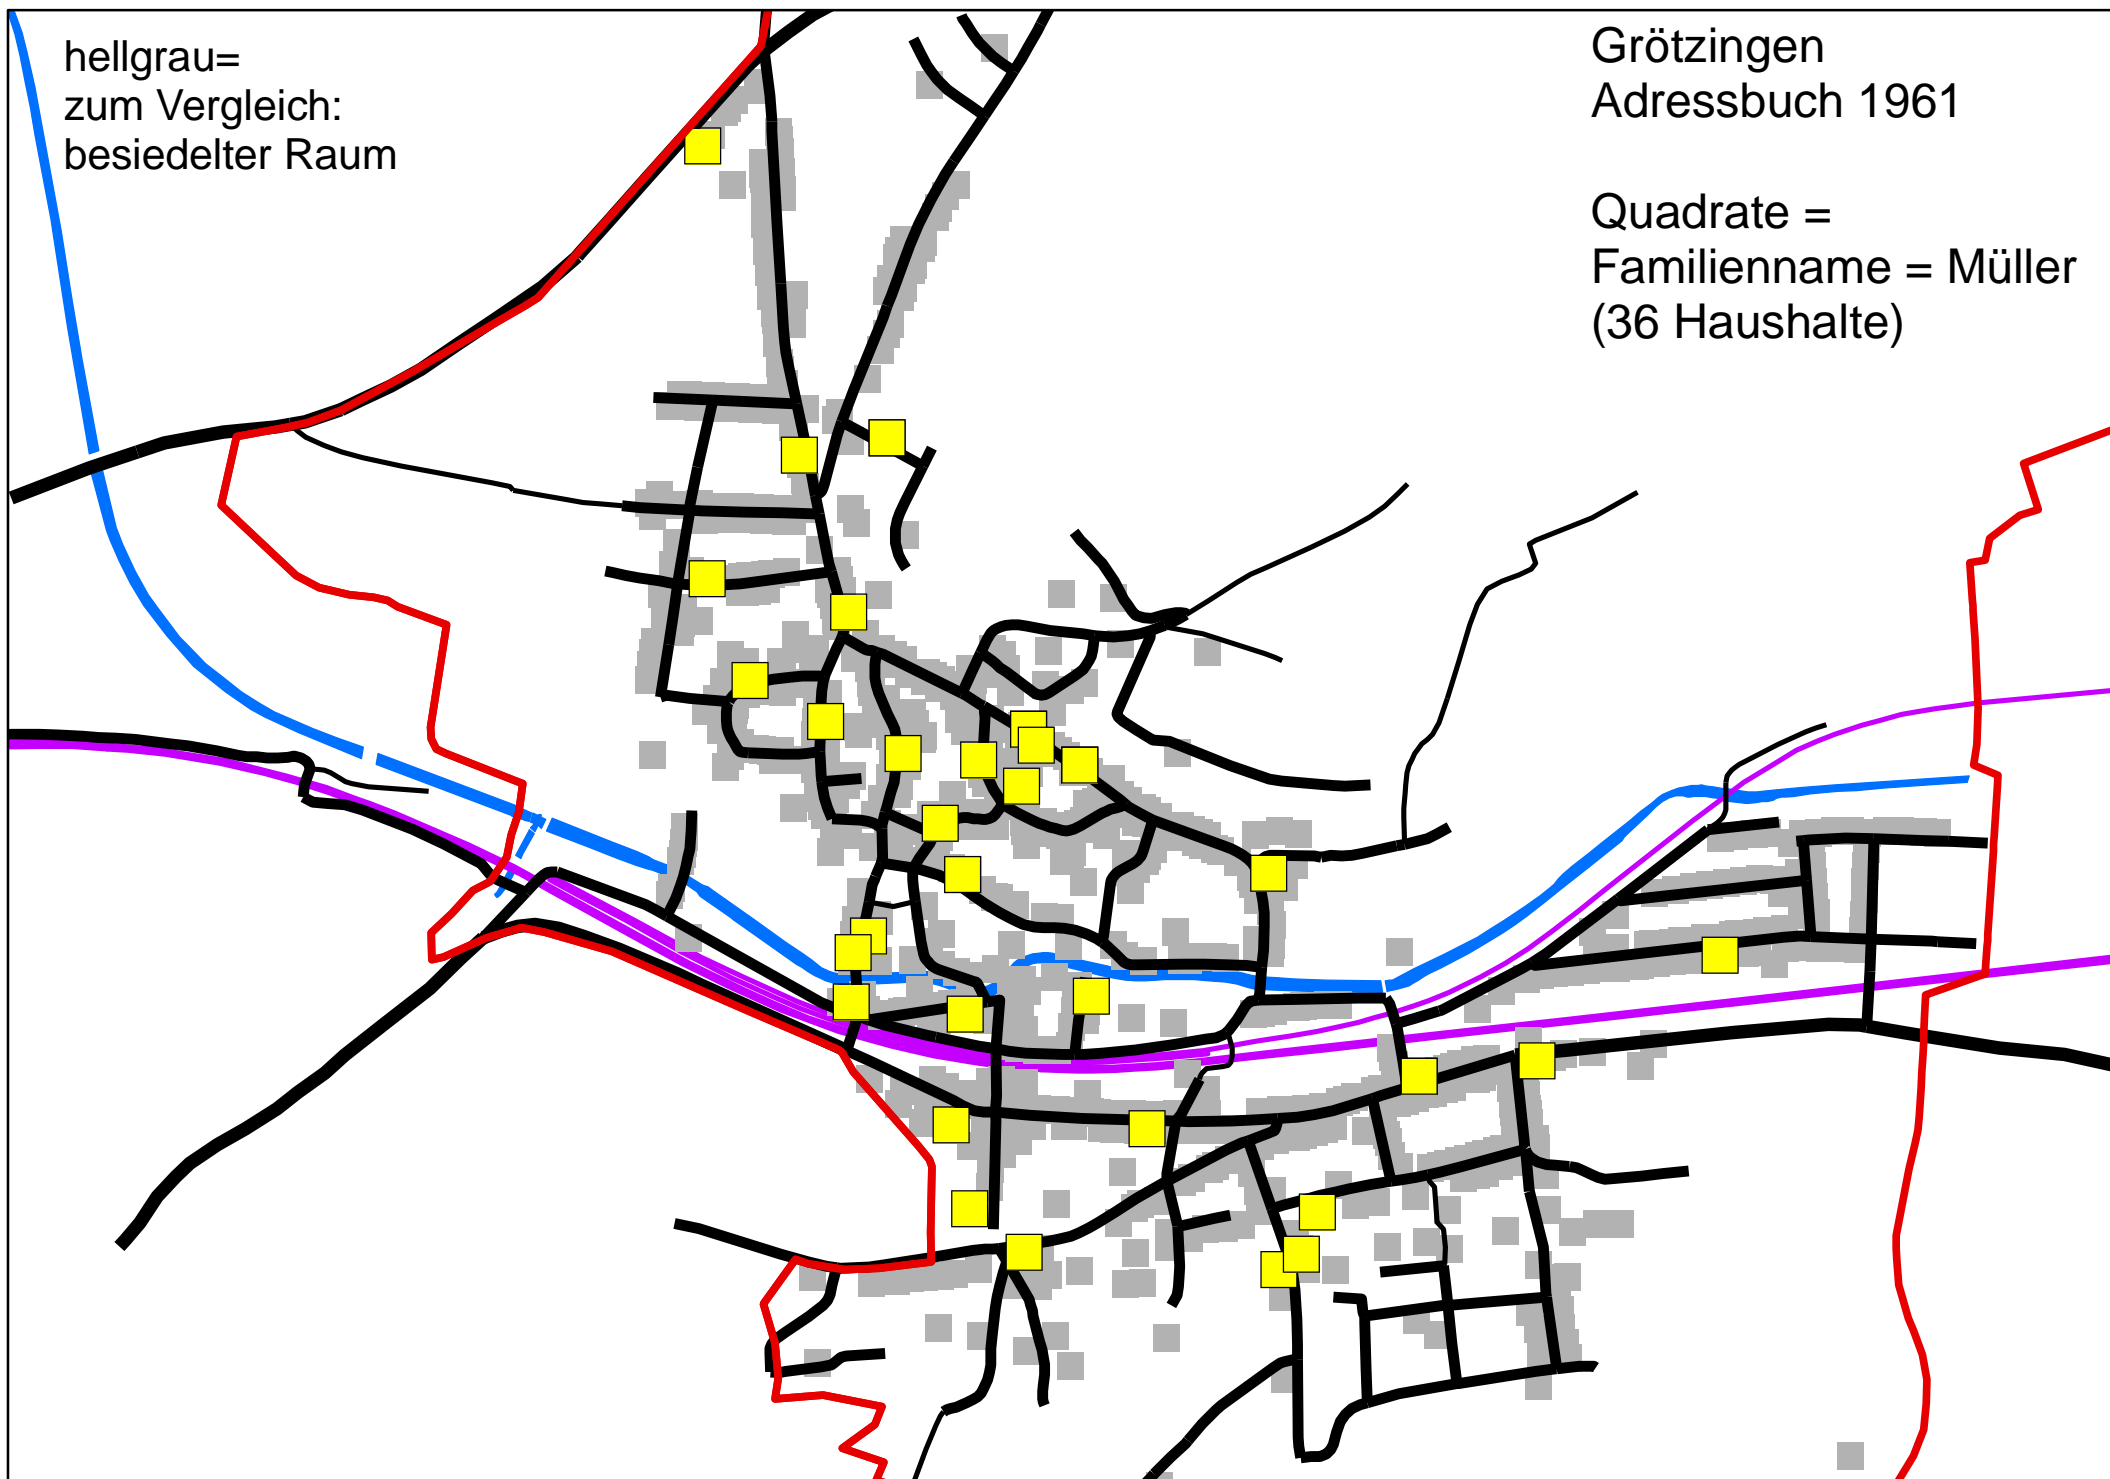 hellgrau=
zum Vergleich:
besiedelter Raum
Grötzingen
Adressbuch 1961
Quadrate =
Familienname = Müller
(36 Haushalte)